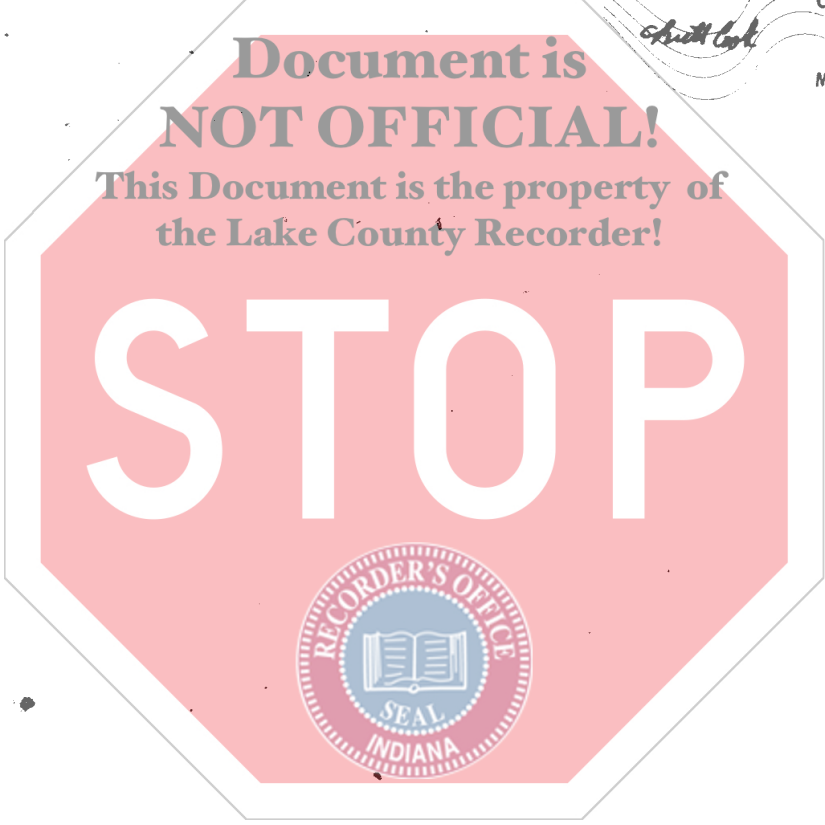 Document is
NOT OFFICIAL!
This Document is the property of
the Lake County Recorder!
STOP
RECORDER'S OFFICE
SEAL
INDIANA